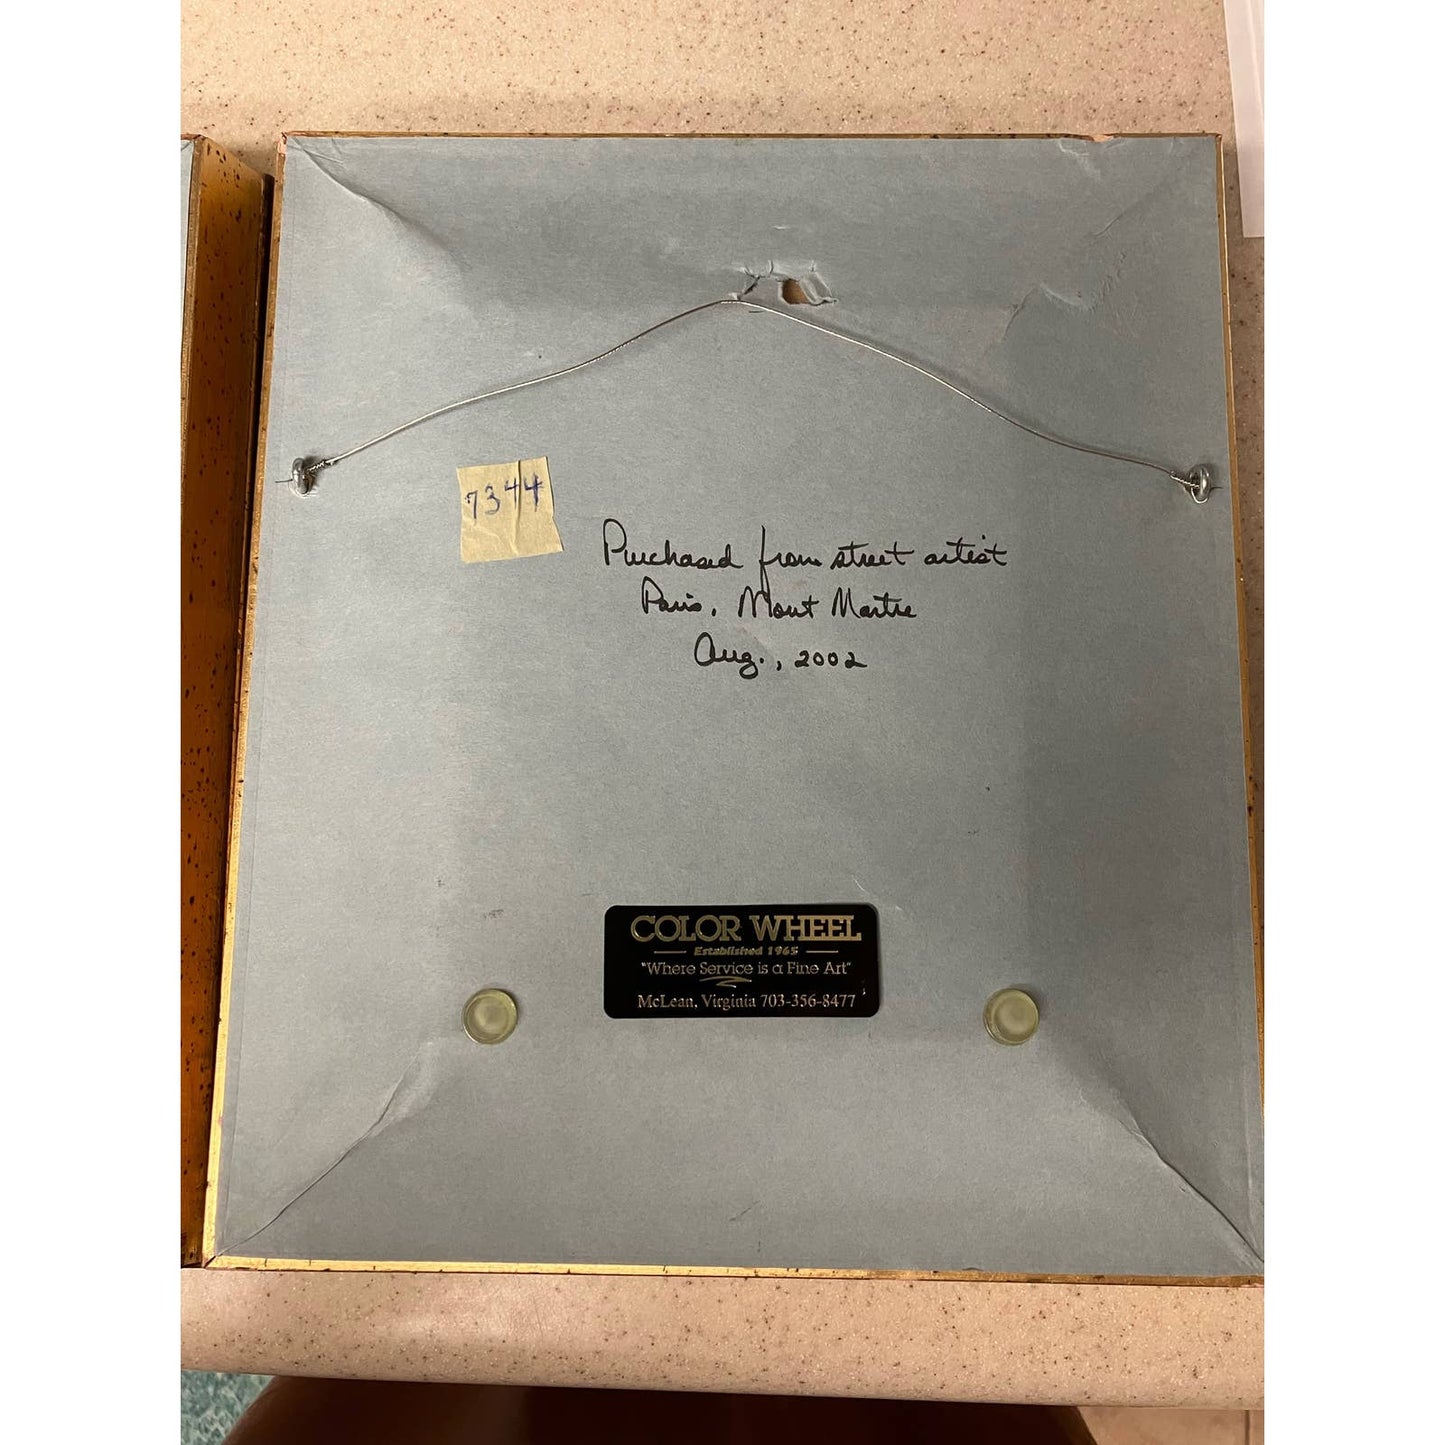 7344
Purchased from street artist
Paris, Mont Martre
Aug., 2002
COLOR WHEEL
Established 1965
"Where Service is a Fine Art"
McLean, Virginia 703-356-8477